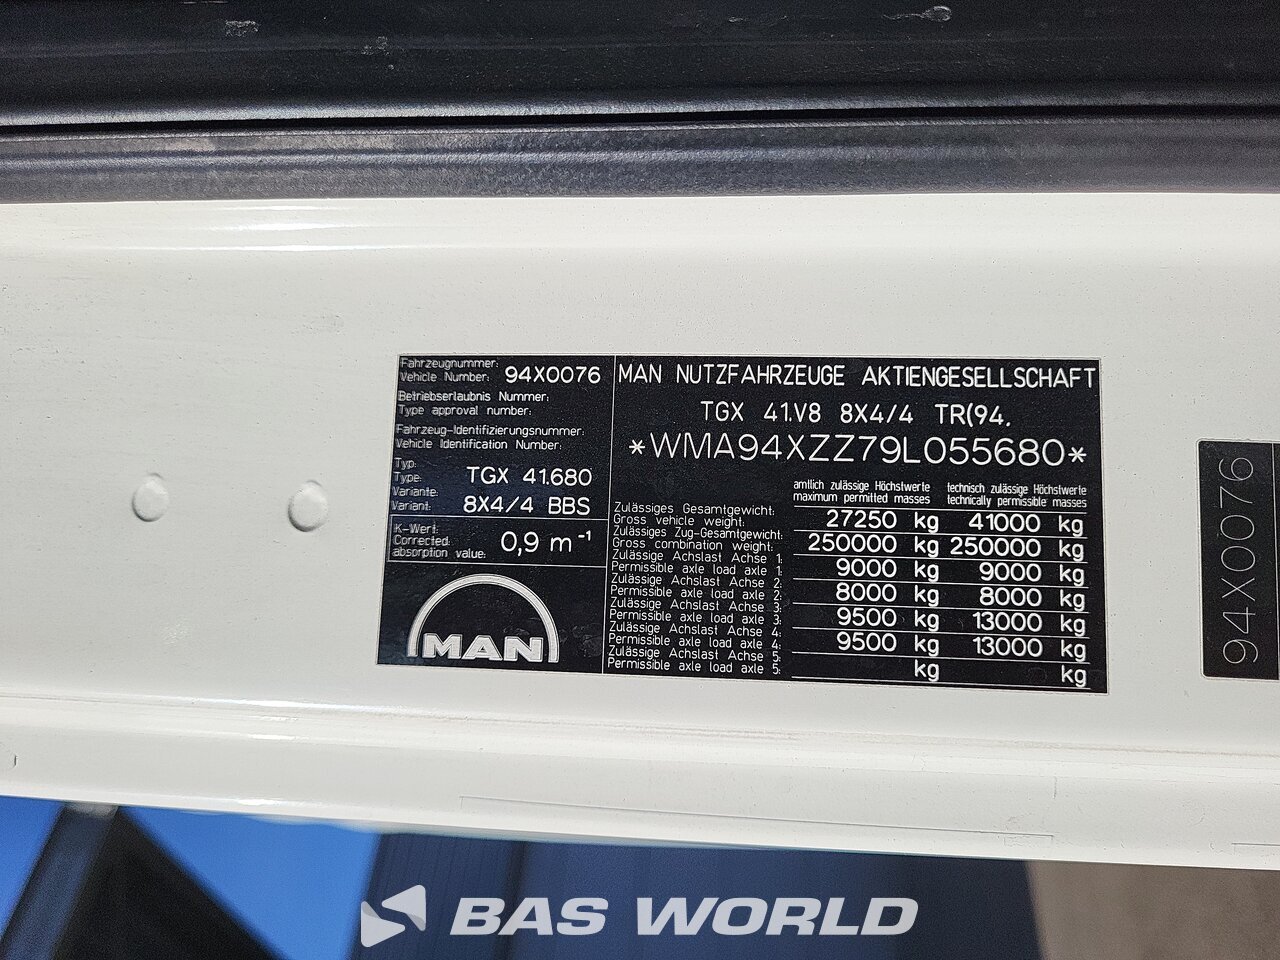 Fahrzeugnummer:
Vehicle Number: 94X0076
Betriebserlaubnis Nummer:
Type approval number:
Fahrzeug-Identifizierungsnummer:
Vehicle Identification Number:
Typ:
Type: TGX 41.680
Variante:
Variant: 8X4/4 BBS
K-Wert:
Corrected absorption value: 0,9 m⁻¹
MAN
MAN NUTZFAHRZEUGE AKTIENGESELLSCHAFT
TGX 41.V8 8X4/4 TR(94.
*WMA94XZZ79L055680*
amtlich zulässige Höchstwerte technisch zulässige Höchstwerte
maximum permitted masses technically permissible masses
Zulässiges Gesamtgewicht:
Gross vehicle weight: 27250 kg 41000 kg
Zulässiges Zug-Gesamtgewicht:
Gross combination weight: 250000 kg 250000 kg
Zulässige Achslast Achse 1:
Permissible axle load axle 1: 9000 kg 9000 kg
Zulässige Achslast Achse 2:
Permissible axle load axle 2: 8000 kg 8000 kg
Zulässige Achslast Achse 3:
Permissible axle load axle 3: 9500 kg 13000 kg
Zulässige Achslast Achse 4:
Permissible axle load axle 4: 9500 kg 13000 kg
Zulässige Achslast Achse 5:
Permissible axle load axle 5: kg kg
94X0076
BAS WORLD